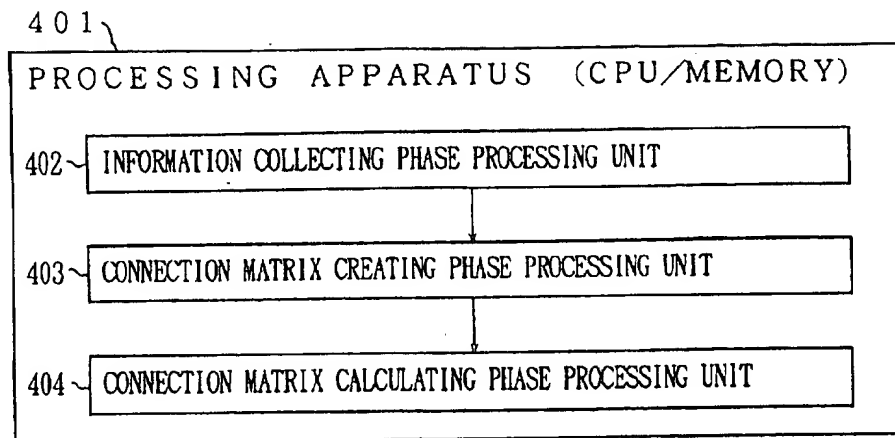 401
PROCESSING APPARATUS (CPU/MEMORY)
402 INFORMATION COLLECTING PHASE PROCESSING UNIT
403 CONNECTION MATRIX CREATING PHASE PROCESSING UNIT
404 CONNECTION MATRIX CALCULATING PHASE PROCESSING UNIT